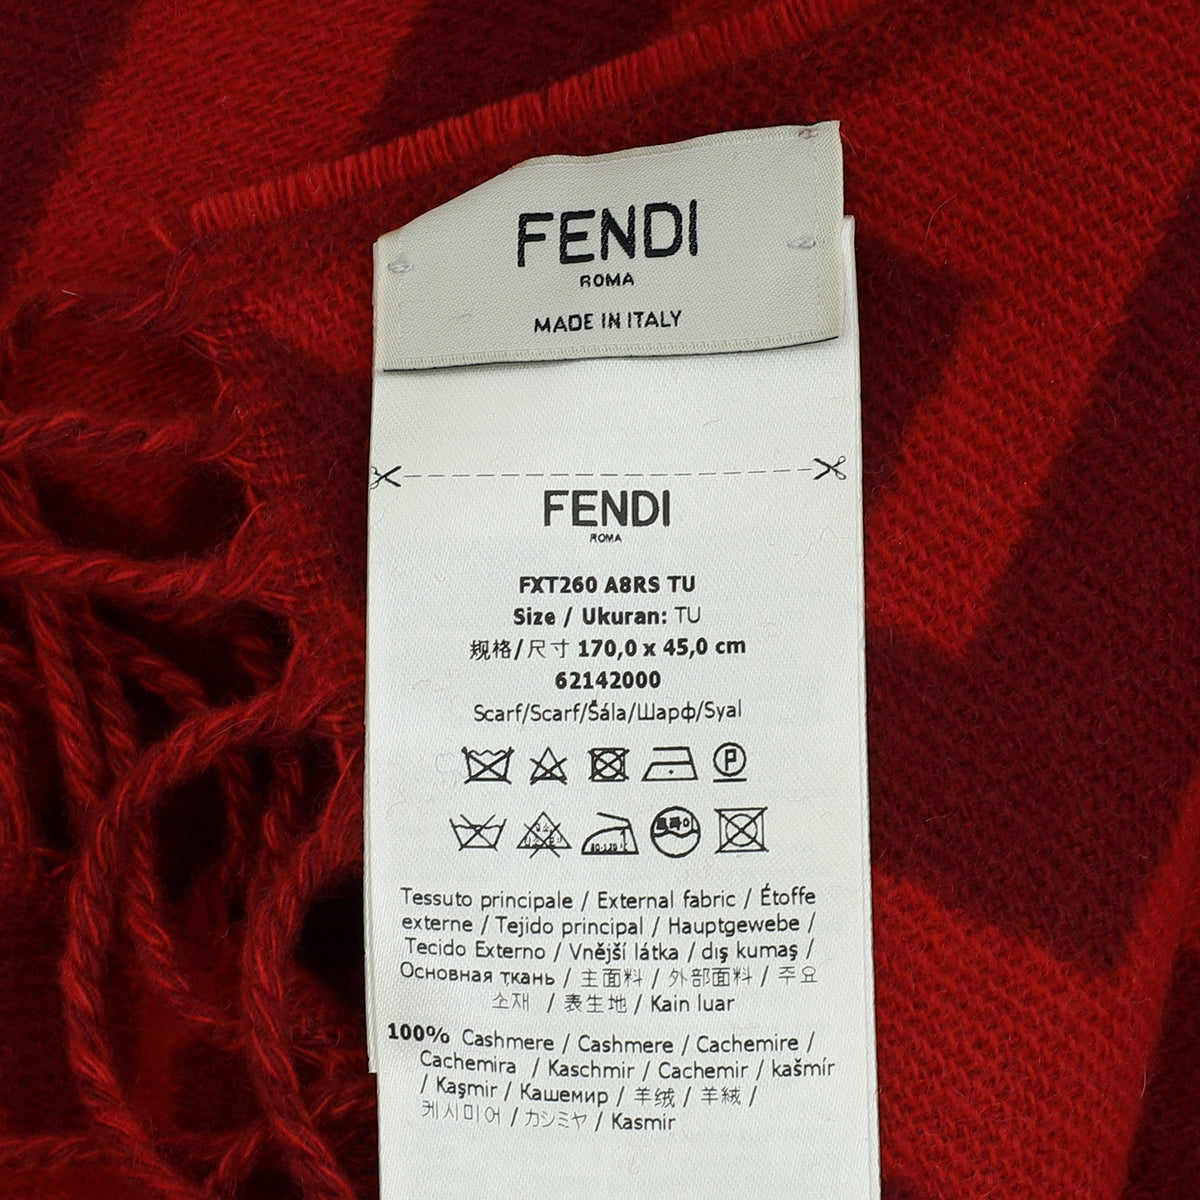 FENDI
ROMA
MADE IN ITALY
FENDI
ROMA
FXT260 A8RS TU
Size / Ukuran: TU
规格/尺寸 170,0 x 45,0 cm
62142000
Scarf/Scarf/Šála/Шарф/Syal
P
Tessuto principale / External fabric / Étoffe
externe / Tejido principal / Hauptgewebe /
Tecido Externo / Vnější látka / dış kumaş /
Основная ткань / 主面料 / 外部面料 / 주요
소재 / 表生地 / Kain luar
100% Cashmere / Cashmere / Cachemire /
Cachemira / Kaschmir / Cachemir / kašmír
/ Kaşmir / Кашемир / 羊绒 / 羊絨 /
케시미어 / カシミヤ / Kasmir